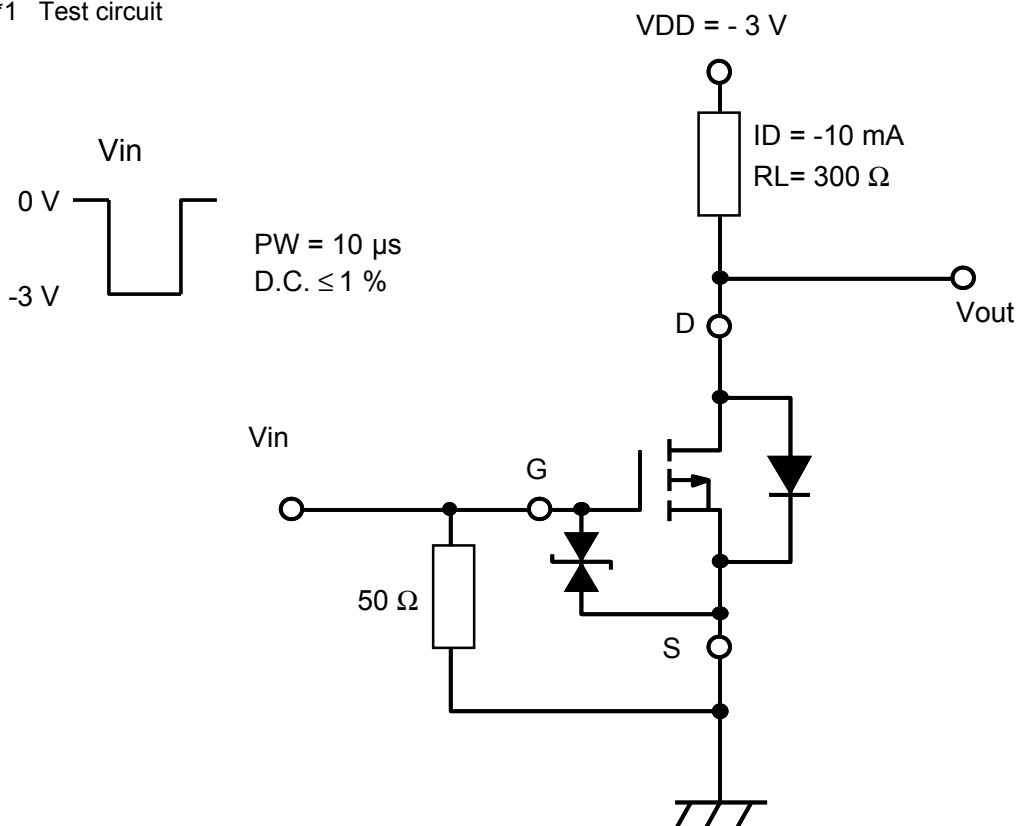 *1 Test circuit
VDD = - 3 V
ID = -10 mA
RL= 300 Ω
Vin
0 V
-3 V
PW = 10 µs
D.C. ≤ 1 %
Vout
D
Vin
G
50 Ω
S